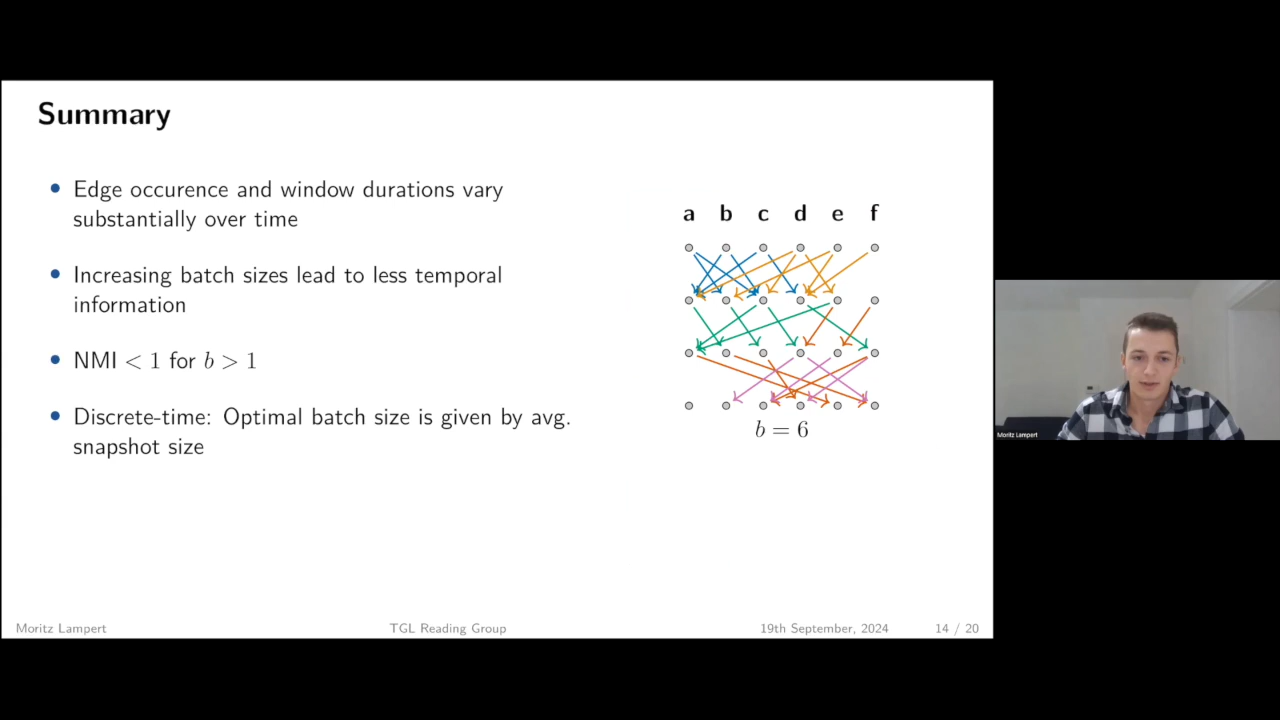 Summary
Edge occurence and window durations vary
substantially over time
Increasing batch sizes lead to less temporal
information
NMI < 1 for b > 1
Discrete-time: Optimal batch size is given by avg.
snapshot size
a b c d e f
b = 6
Moritz Lampert
Moritz Lampert TGL Reading Group 19th September, 2024 14 / 20